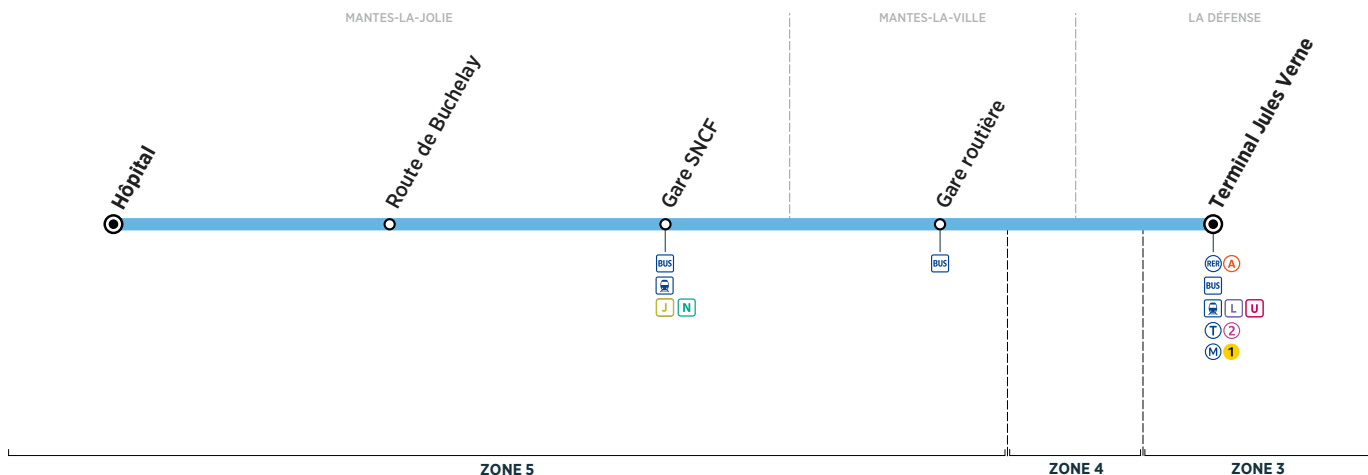 MANTES-LA-JOLIE
MANTES-LA-VILLE
LA DÉFENSE
Hôpital
Route de Buchelay
Gare SNCF
Gare routière
Terminal Jules Verne
BUS
J N
BUS
RER A
BUS
L U
T 2
M 1
ZONE 5
ZONE 4
ZONE 3